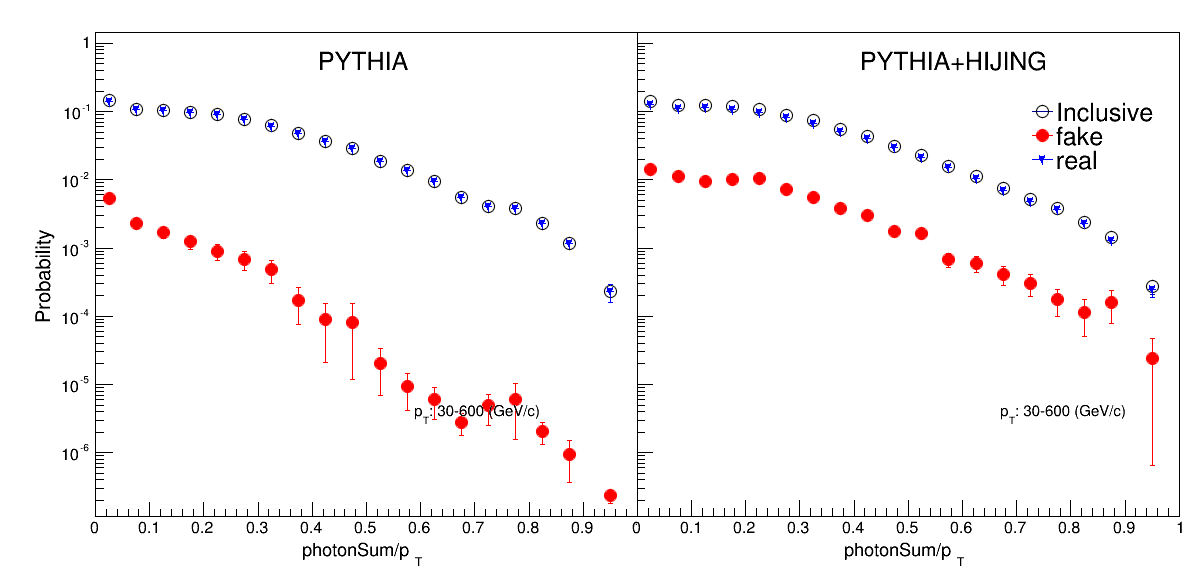 PYTHIA
PYTHIA+HIJING
Inclusive
fake
real
Probability
1
10^-1
10^-2
10^-3
10^-4
10^-5
10^-6
p_T: 30-600 (GeV/c)
p_T: 30-600 (GeV/c)
0 0.1 0.2 0.3 0.4 0.5 0.6 0.7 0.8 0.9
0 0.1 0.2 0.3 0.4 0.5 0.6 0.7 0.8 0.9 1
photonSum/p_T
photonSum/p_T